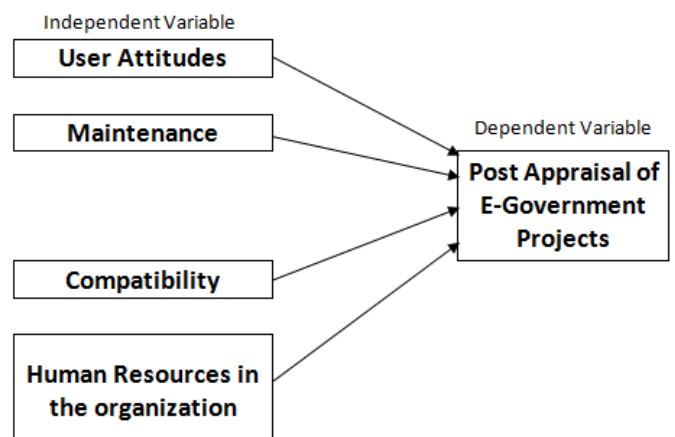 Independent Variable
User Attitudes
Maintenance
Dependent Variable
Post Appraisal of
E-Government
Projects
Compatibility
Human Resources in
the organization